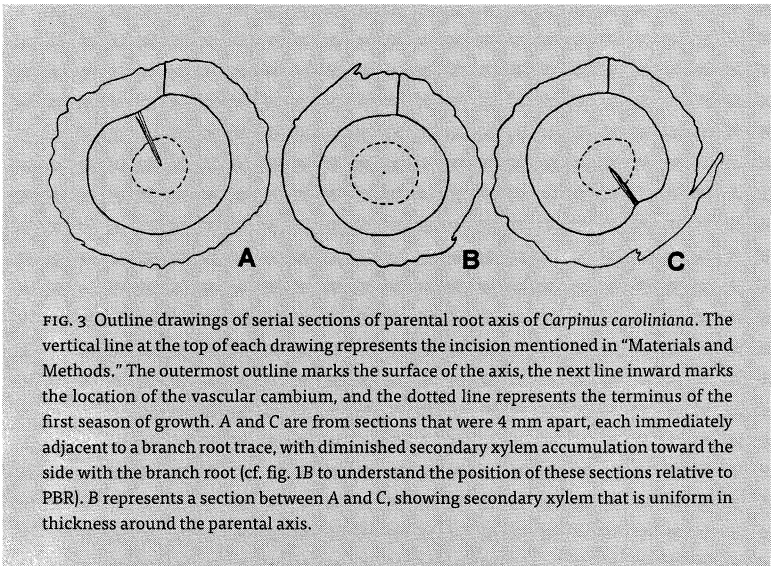 A
B
C
FIG. 3 Outline drawings of serial sections of parental root axis of Carpinus caroliniana. The
vertical line at the top of each drawing represents the incision mentioned in “Materials and
Methods.” The outermost outline marks the surface of the axis, the next line inward marks
the location of the vascular cambium, and the dotted line represents the terminus of the
first season of growth. A and C are from sections that were 4 mm apart, each immediately
adjacent to a branch root trace, with diminished secondary xylem accumulation toward the
side with the branch root (cf. fig. 1B to understand the position of these sections relative to
PBR). B represents a section between A and C, showing secondary xylem that is uniform in
thickness around the parental axis.